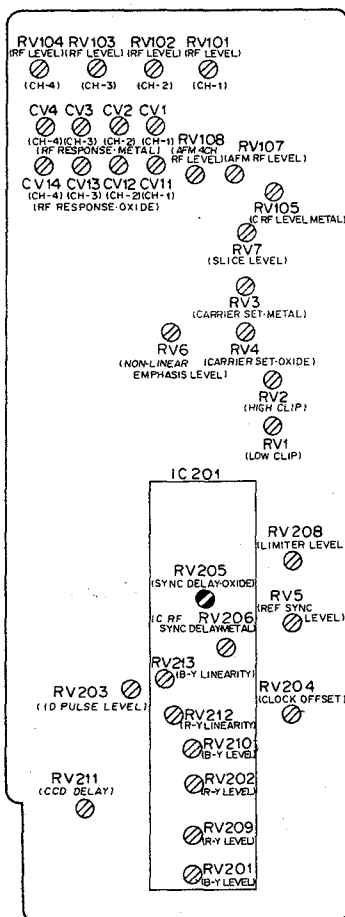 RV104 RV103 RV102 RV101
(RF LEVEL)(RF LEVEL)(RF LEVEL)(RF LEVEL)
(CH-4) (CH-3) (CH-2) (CH-1)
CV4 CV3 CV2 CV1
(CH-4)(CH-3)(CH-2)(CH-1)
(RF RESPONSE·METAL)
RV108
(AFM 4CH
RF LEVEL)
RV107
(AFM RF LEVEL)
CV14 CV13 CV12 CV11
(CH-4) (CH-3) (CH-2)(CH-1)
(RF RESPONSE·OXIDE)
RV105
(C RF LEVEL METAL)
RV7
(SLICE LEVEL)
RV3
(CARRIER SET-METAL)
RV6
(NON-LINEAR
EMPHASIS LEVEL)
RV4
(CARRIER SET-OXIDE)
RV2
(HIGH CLIP)
RV1
(LOW CLIP)
IC201
RV208
(LIMITER LEVEL
RV205
(SYNC DELAY-OXIDE)
RV5
(REF SYNC
LEVEL)
(C RF RV206
SYNC DELAY-METAL)
RV213
(B-Y LINEARITY)
RV203
(ID PULSE LEVEL)
RV204
(CLOCK OFFSET)
RV212
(R-Y LINEARITY)
RV210
(B-Y LEVEL)
RV211
(CCD DELAY)
RV202
(R-Y LEVEL)
RV209
(R-Y LEVEL)
RV201
(B-Y LEVEL)